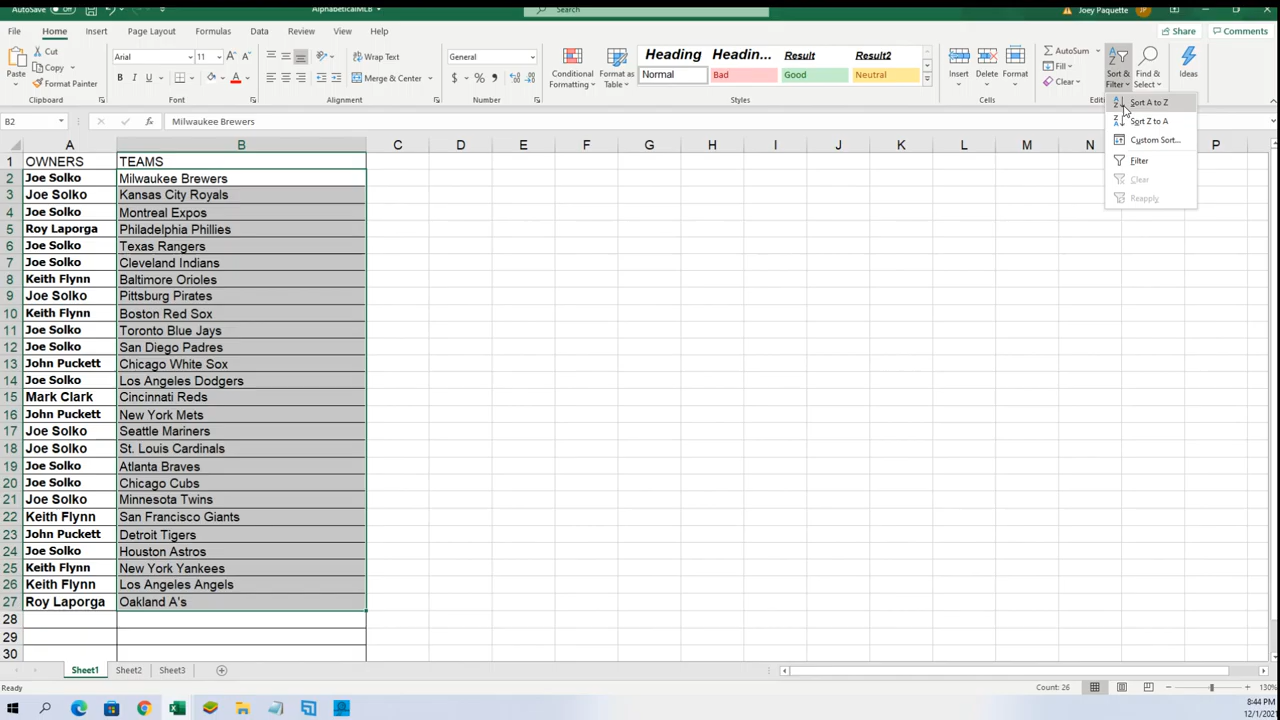 AutoSave Off AlphabeticalMLB Search Joey Paquette JP
File Home Insert Page Layout Formulas Data Review View Help Share Comments
Paste Cut Copy Format Painter Clipboard
Arial 11 A A B I U A Font
Wrap Text Merge & Center Alignment
General $ % Number
Conditional Formatting Format as Table
Heading Headin... Result Result2
Normal Bad Good Neutral Styles
Insert Delete Format Cells
AutoSum Fill Clear Sort & Filter Find & Select Ideas
Sort A to Z
Sort Z to A
Custom Sort...
Filter
Clear
Reapply
B2 fx Milwaukee Brewers
A B C D E F G H I J K L M N P
1 OWNERS TEAMS
2 Joe Solko Milwaukee Brewers
3 Joe Solko Kansas City Royals
4 Joe Solko Montreal Expos
5 Roy Laporga Philadelphia Phillies
6 Joe Solko Texas Rangers
7 Joe Solko Cleveland Indians
8 Keith Flynn Baltimore Orioles
9 Joe Solko Pittsburg Pirates
10 Keith Flynn Boston Red Sox
11 Joe Solko Toronto Blue Jays
12 Joe Solko San Diego Padres
13 John Puckett Chicago White Sox
14 Joe Solko Los Angeles Dodgers
15 Mark Clark Cincinnati Reds
16 John Puckett New York Mets
17 Joe Solko Seattle Mariners
18 Joe Solko St. Louis Cardinals
19 Joe Solko Atlanta Braves
20 Joe Solko Chicago Cubs
21 Joe Solko Minnesota Twins
22 Keith Flynn San Francisco Giants
23 John Puckett Detroit Tigers
24 Joe Solko Houston Astros
25 Keith Flynn New York Yankees
26 Keith Flynn Los Angeles Angels
27 Roy Laporga Oakland A's
28
29
30
Sheet1 Sheet2 Sheet3
Ready Count: 26 130%
8:44 PM